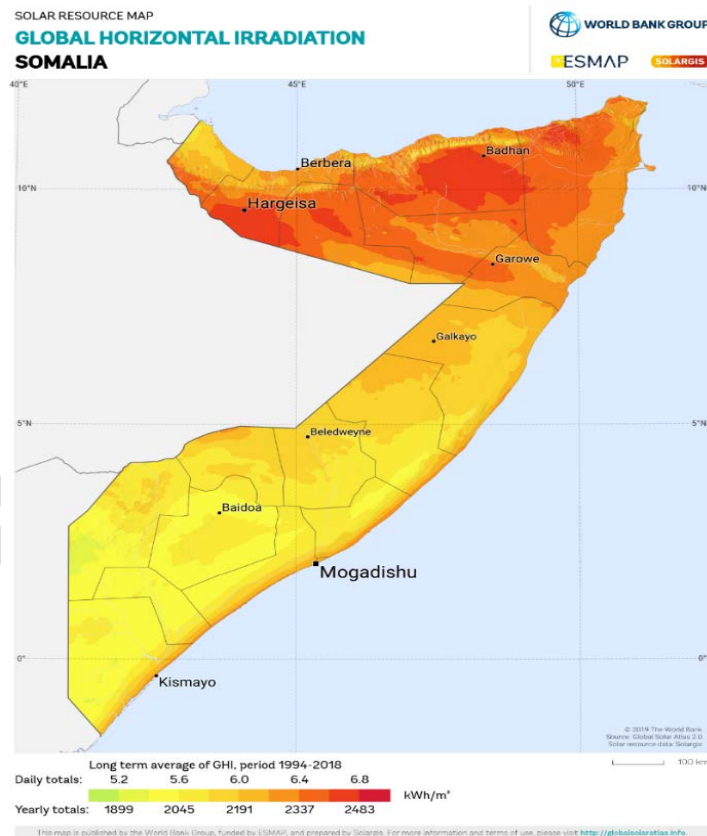 SOLAR RESOURCE MAP
GLOBAL HORIZONTAL IRRADIATION
SOMALIA
WORLD BANK GROUP
ESMAP
SOLARGIS
40°E
45°E
50°E
Berbera
Badhan
10°N
10°N
Hargeisa
Garowe
Galkayo
5°N
5°N
Beledweyne
Baidoa
Mogadishu
0°
0°
Kismayo
© 2019 The World Bank
Source: Global Solar Atlas 2.0
Solar resource data: Solargis
100 km
Long term average of GHI, period 1994-2018
Daily totals: 5.2 5.6 6.0 6.4 6.8
kWh/m²
Yearly totals: 1899 2045 2191 2337 2483
This map is published by the World Bank Group, funded by ESMAP, and prepared by Solargis. For more information and terms of use, please visit http://globalsolaratlas.info.